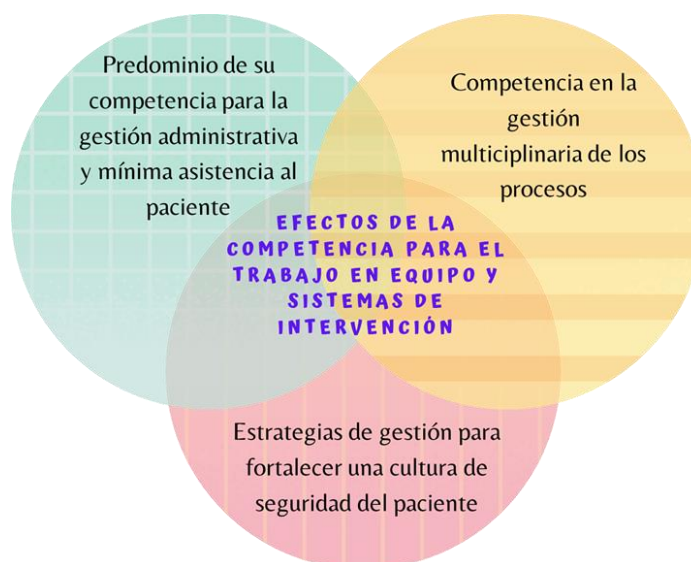 Predominio de su
competencia para la
gestión administrativa
y mínima asistencia al
paciente
Competencia en la
gestión
multiciplinaria de los
procesos
EFECTOS DE LA
COMPETENCIA PARA EL
TRABAJO EN EQUIPO Y
SISTEMAS DE
INTERVENCIÓN
Estrategias de gestión para
fortalecer una cultura de
seguridad del paciente